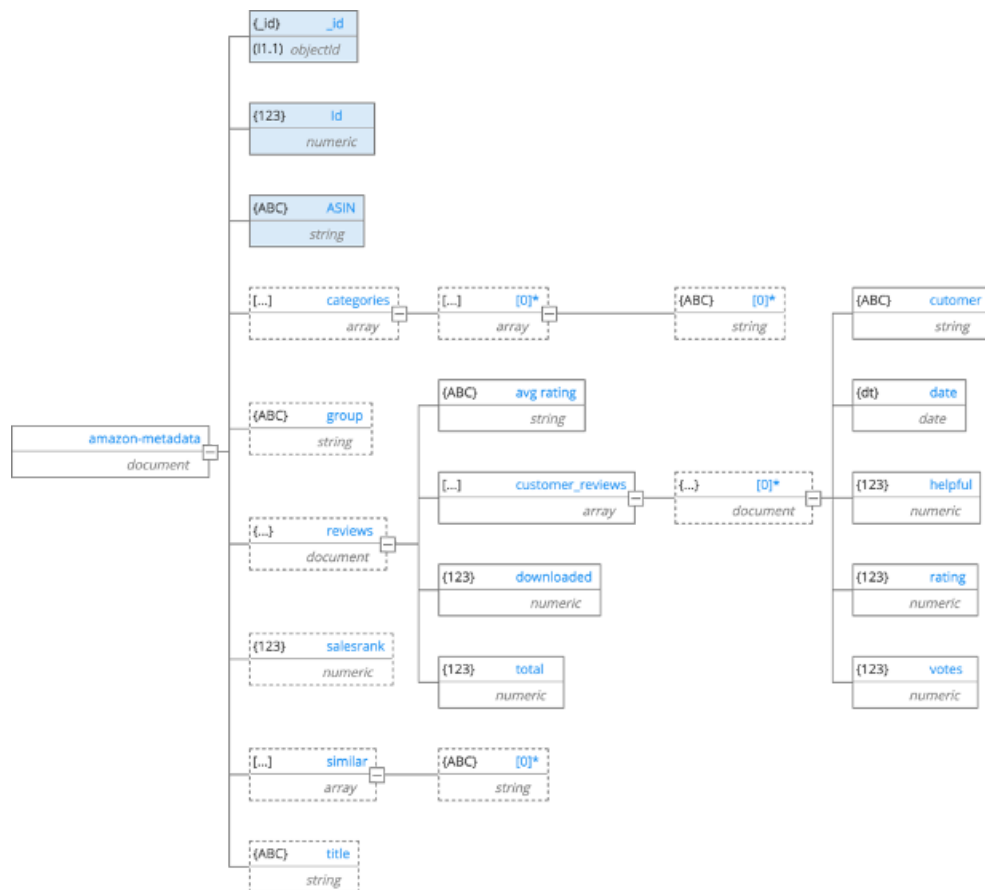 {_id} _id
(I1.1) objectId
{123} Id
numeric
{ABC} ASIN
string
[...] categories
array
[...] [0]*
array
{ABC} [0]*
string
{ABC} cutomer
string
{ABC} group
string
{ABC} avg rating
string
{dt} date
date
amazon-metadata
document
[...] customer_reviews
array
{...} [0]*
document
{123} helpful
numeric
{...} reviews
document
{123} downloaded
numeric
{123} rating
numeric
{123} salesrank
numeric
{123} total
numeric
{123} votes
numeric
[...] similar
array
{ABC} [0]*
string
{ABC} title
string